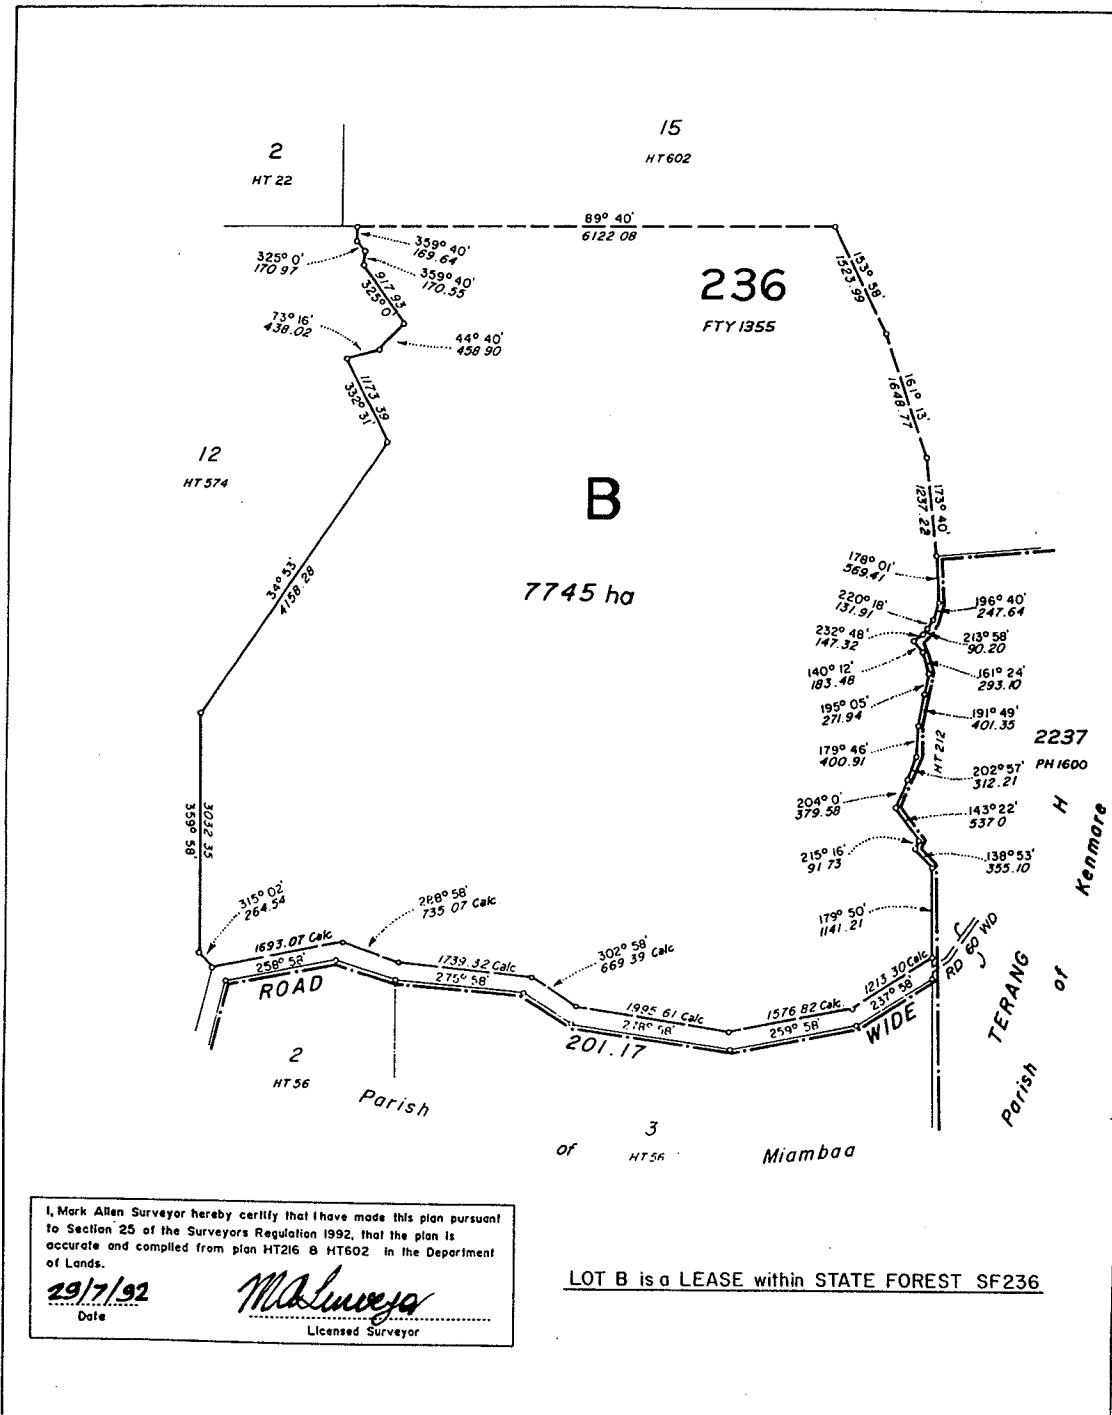 15
HT 602
2
HT 22
89° 40'
6122 08
359° 40'
169.64
325° 0'
170.97
359° 40'
170.55
917.93
325° 0'
236
FTY 1355
153° 58'
1523.99
73° 16'
438.02
44° 40'
458 90
1173 39
332° 31'
161° 13'
1648.77
12
HT 574
B
173° 40'
1237.22
34° 53'
4158.28
7745 ha
178° 01'
569.41
220° 18'
131.91
196° 40'
247.64
232° 48'
147.32
213° 58'
90.20
140° 12'
183.48
161° 24'
293.10
195° 05'
271.94
191° 49'
401.35
HT 212
2237
PH 1600
179° 46'
400.91
202° 57'
312.21
204° 0'
379.58
143° 22'
537 0
H
Kenmore
3032 35
359° 58'
215° 16'
91 73
138° 53'
355.10
315° 02'
264.54
288° 58'
735 07 Calc
179° 50'
1141.21
1693.07 Calc
258° 58'
ROAD
1739.32 Calc
275° 58'
302° 58'
669 39 Calc
1213.30 Calc
237° 58'
RD 60 WD
TERANG
of
Parish
1995 61 Calc
278° 58'
1576 82 Calc
259° 58'
WIDE
201.17
2
HT 56
Parish
of
3
HT 56
Miambaa
I, Mark Allen Surveyor hereby certify that I have made this plan pursuant
to Section 25 of the Surveyors Regulation 1992, that the plan is
accurate and compiled from plan HT216 & HT602 in the Department
of Lands.
29/7/92
Date
M A Surveyor
Licensed Surveyor
LOT B is a LEASE within STATE FOREST SF236